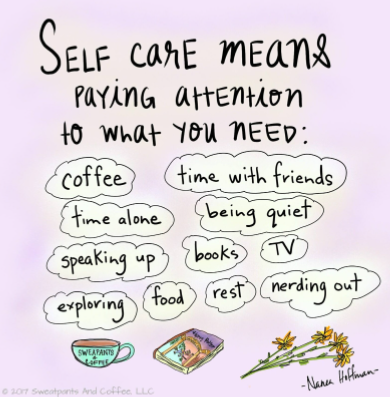 SELF CARE MEANS
PAYING ATTENTION
to WHAT YOU NEED:
coffee
time with friends
time alone
being quiet
speaking up
books
TV
exploring
food
rest
nerding out
SWEATPANTS
& COFFEE
-Nanea Hoffman-
© 2017 Sweatpants And Coffee LLC